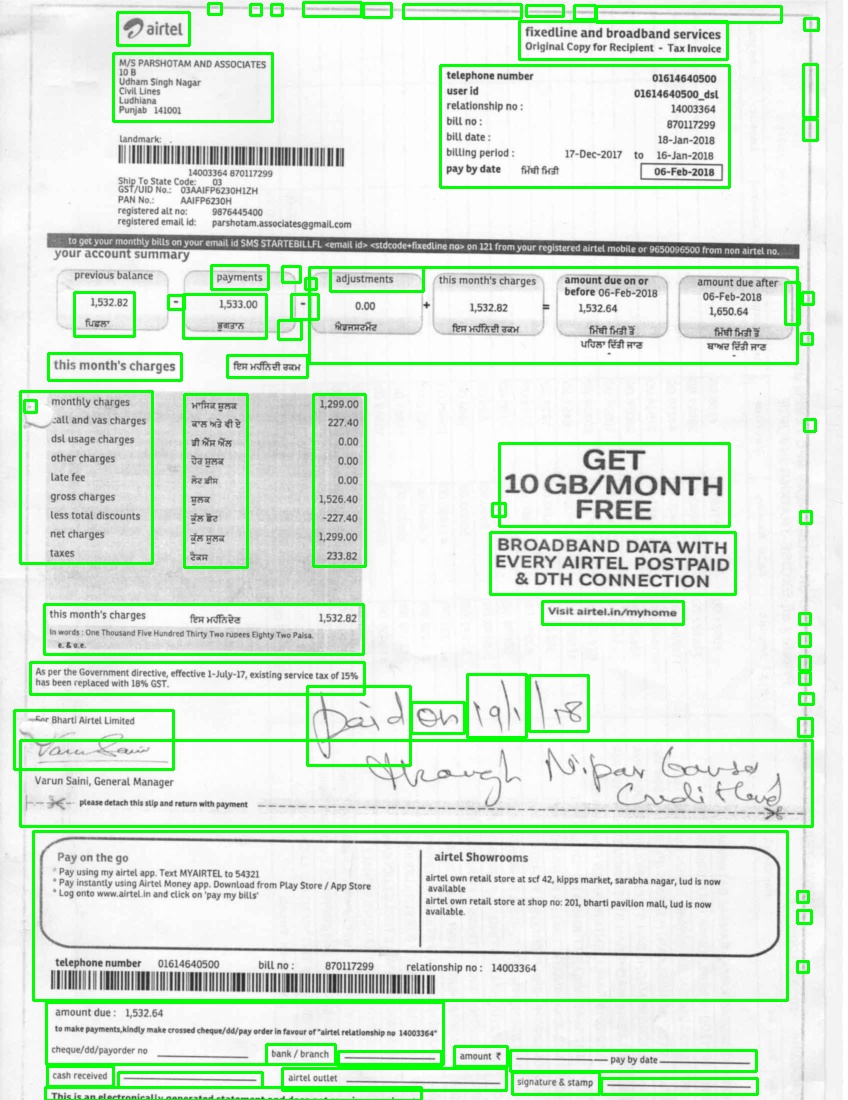 airtel
fixedline and broadband services
Original Copy for Recipient - Tax Invoice
M/S PARSHOTAM AND ASSOCIATES
10 B
Udham Singh Nagar
Civil Lines
Ludhiana
Punjab 141001
telephone number 01614640500
user id 01614640500_dsl
relationship no : 14003364
bill no : 870117299
bill date : 18-Jan-2018
billing period : 17-Dec-2017 to 16-Jan-2018
pay by date ਮਿੱਥੀ ਮਿਤੀ 06-Feb-2018
landmark: .
14003364 870117299
Ship To State Code: 03
GST/UID No.: 03AAIFP6230H1ZH
PAN No.: AAIFP6230H
registered alt no: 9876445400
registered email id: parshotam.associates@gmail.com
to get your monthly bills on your email id SMS STARTEBILLFL <email id> <stdcode+fixedline no> on 121 from your registered airtel mobile or 9650096500 from non airtel no.
your account summary
previous balance payments adjustments this month's charges amount due on or before 06-Feb-2018 amount due after 06-Feb-2018
1,532.82 - 1,533.00 - 0.00 + 1,532.82 = 1,532.64 1,650.64
ਪਿਛਲਾ ਭੁਗਤਾਨ ਐਡਜਸਟਮੈਂਟ ਇਸ ਮਹੀਨੇ ਦੀ ਰਕਮ ਮਿੱਥੀ ਮਿਤੀ ਤੋਂ ਮਿੱਥੀ ਮਿਤੀ ਤੋਂ
ਪਹਿਲਾ ਦਿੱਤੀ ਜਾਣ ਬਾਅਦ ਦਿੱਤੀ ਜਾਣ
this month's charges ਇਸ ਮਹੀਨੇ ਦੀ ਰਕਮ
monthly charges ਮਾਸਿਕ ਸ਼ੁਲਕ 1,299.00
call and vas charges ਕਾਲ ਅਤੇ ਵੀ ਏ 227.40
dsl usage charges ਡੀ ਐਸ ਐਲ 0.00
other charges ਹੋਰ ਸ਼ੁਲਕ 0.00
late fee ਲੇਟ ਫ਼ੀਸ 0.00
gross charges ਸ਼ੁਲਕ 1,526.40
less total discounts ਕੁੱਲ ਛੋਟ -227.40
net charges ਕੁੱਲ ਸ਼ੁਲਕ 1,299.00
taxes ਟੈਕਸ 233.82
GET
10 GB/MONTH
FREE
BROADBAND DATA WITH
EVERY AIRTEL POSTPAID
& DTH CONNECTION
Visit airtel.in/myhome
this month's charges 1,532.82
In words : One Thousand Five Hundred Thirty Two rupees Eighty Two Paisa.
e. & o.e.
As per the Government directive, effective 1-July-17, existing service tax of 15%
has been replaced with 18% GST.
paid on 19/1/18
through
For Bharti Airtel Limited
Varun Saini
Varun Saini, General Manager
please detach this slip and return with payment
Pay on the go
* Pay using my airtel app. Text MYAIRTEL to 54321
* Pay instantly using Airtel Money app. Download from Play Store / App Store
* Log onto www.airtel.in and click on 'pay my bills'
airtel Showrooms
airtel own retail store at scf 42, kipps market, sarabha nagar, lud is now
available
airtel own retail store at shop no: 201, bharti pavilion mall, lud is now
available.
telephone number 01614640500 bill no : 870117299 relationship no : 14003364
amount due : 1,532.64
to make payments,kindly make crossed cheque/dd/pay order in favour of "airtel relationship no 14003364"
cheque/dd/payorder no bank / branch amount ₹ pay by date
cash received airtel outlet signature & stamp
This is an electronically generated statement and does not